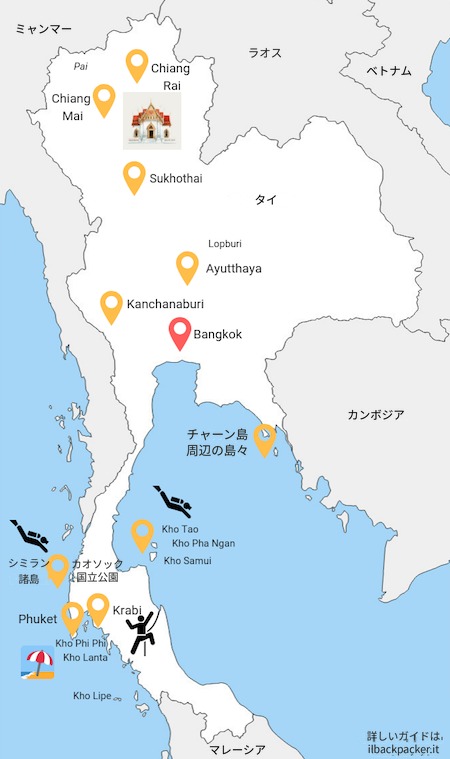 ミャンマー
ラオス
Pai
Chiang
Rai
ベトナム
Chiang
Mai
Sukhothai
タイ
Lopburi
Ayutthaya
Kanchanaburi
Bangkok
カンボジア
チャーン島
周辺の島々
Kho Tao
Kho Pha Ngan
Kho Samui
シミラン
諸島
カオソック
国立公園
Phuket
Krabi
Kho Phi Phi
Kho Lanta
Kho Lipe
マレーシア
詳しいガイドは
ilbackpacker.it